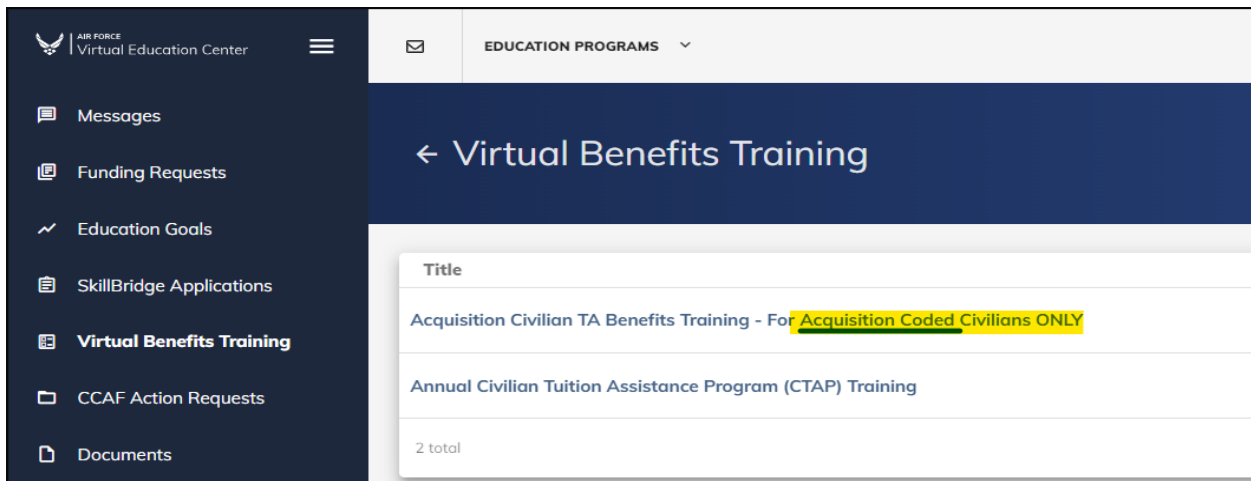 AIR FORCE
Virtual Education Center
EDUCATION PROGRAMS
Messages
Funding Requests
Education Goals
SkillBridge Applications
Virtual Benefits Training
CCAF Action Requests
Documents
← Virtual Benefits Training
Title
Acquisition Civilian TA Benefits Training - For Acquisition Coded Civilians ONLY
Annual Civilian Tuition Assistance Program (CTAP) Training
2 total